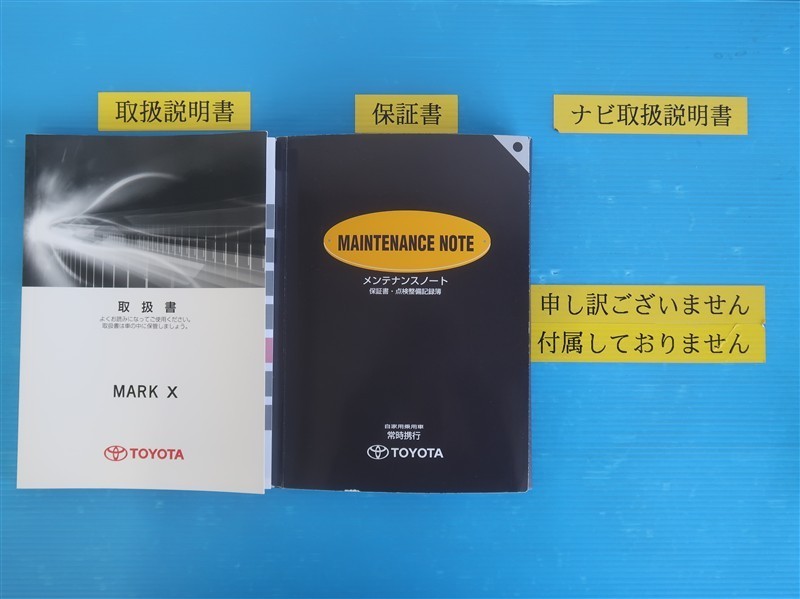 取扱説明書
保証書
ナビ取扱説明書
取扱書
よくお読みになってご使用ください。
取扱書は車の中に保管しましょう。
MARK X
TOYOTA
MAINTENANCE NOTE
メンテナンスノート
保証書・点検整備記録簿
自家用乗用車
常時携行
TOYOTA
申し訳ございません
付属しておりません